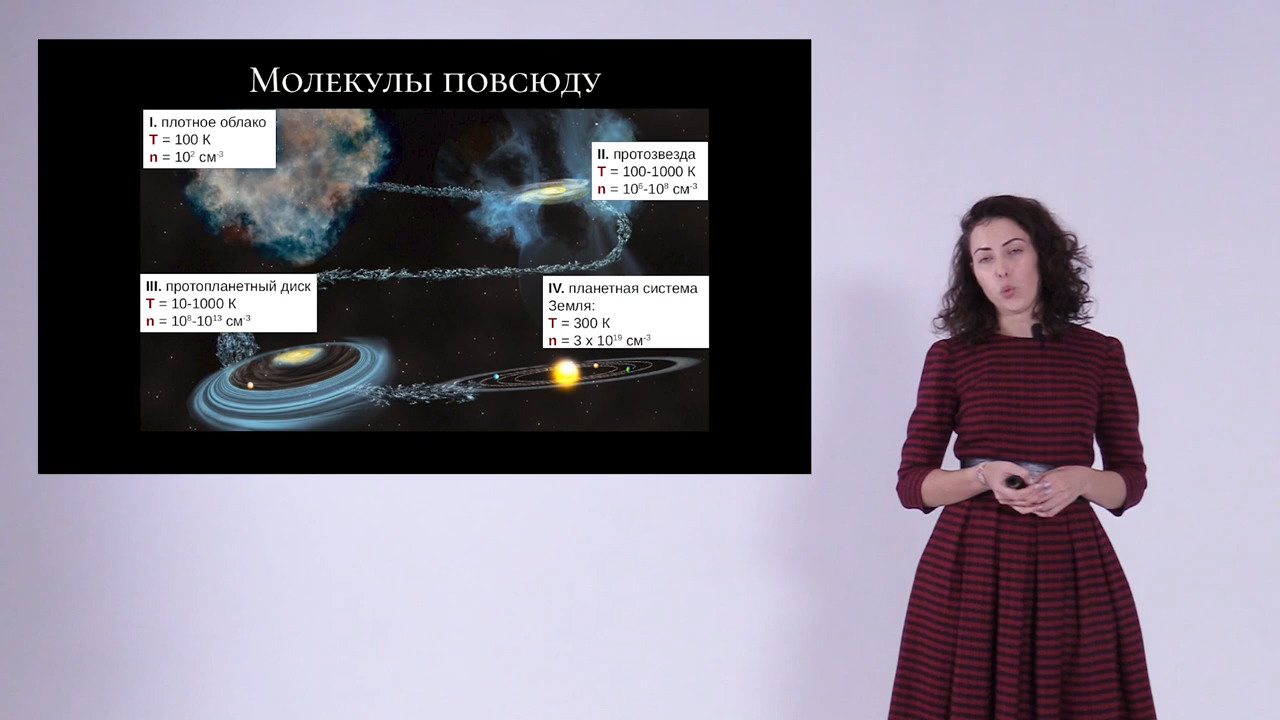 Молекулы повсюду
I. плотное облако
T = 100 К
n = 10² см⁻³
II. протозвезда
T = 100-1000 К
n = 10⁶-10⁸ см⁻³
III. протопланетный диск
T = 10-1000 К
n = 10⁸-10¹³ см⁻³
IV. планетная система
Земля:
T = 300 К
n = 3 x 10¹⁹ см⁻³